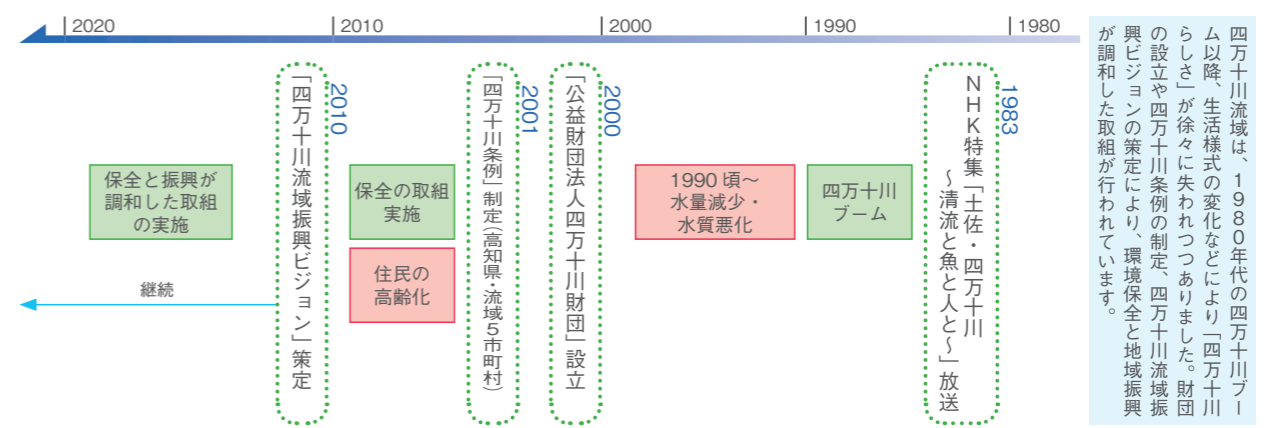 四万十川流域は、1980年代の四万十川ブー
ム以降、生活様式の変化などにより「四万十川
らしさ」が徐々に失われつつありました。財団
の設立や四万十川条例の制定、四万十川流域振
興ビジョンの策定により、環境保全と地域振興
が調和した取組が行われています。
1980
1990
2000
2010
2020
1983
NHK特集「土佐・四万十川
〜清流と魚と人と〜」放送
四万十川
ブーム
1990 頃〜
水量減少・
水質悪化
2000
「公益財団法人四万十川財団」設立
2001
「四万十川条例」制定(高知県・流域5市町村)
保全の取組
実施
住民の
高齢化
2010
「四万十川流域振興ビジョン」策定
保全と振興が
調和した取組
の実施
継続